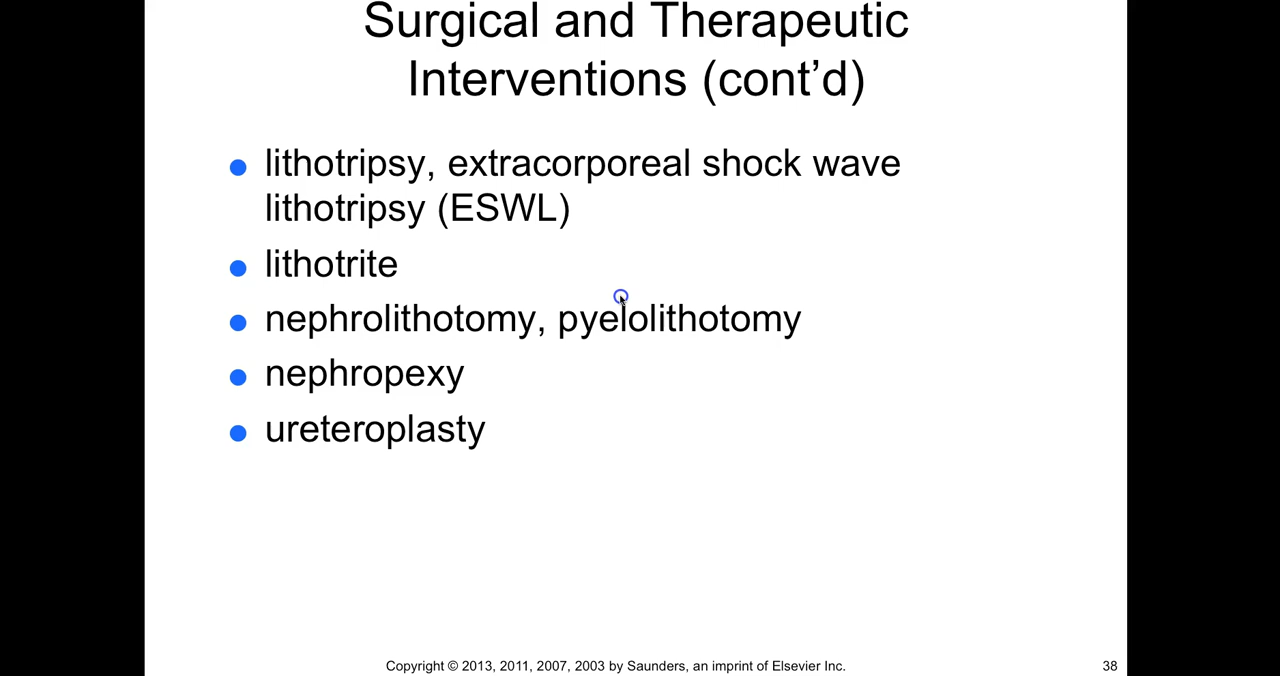 Surgical and Therapeutic
Interventions (cont’d)
lithotripsy, extracorporeal shock wave
lithotripsy (ESWL)
lithotrite
nephrolithotomy, pyelolithotomy
nephropexy
ureteroplasty
Copyright © 2013, 2011, 2007, 2003 by Saunders, an imprint of Elsevier Inc.
38